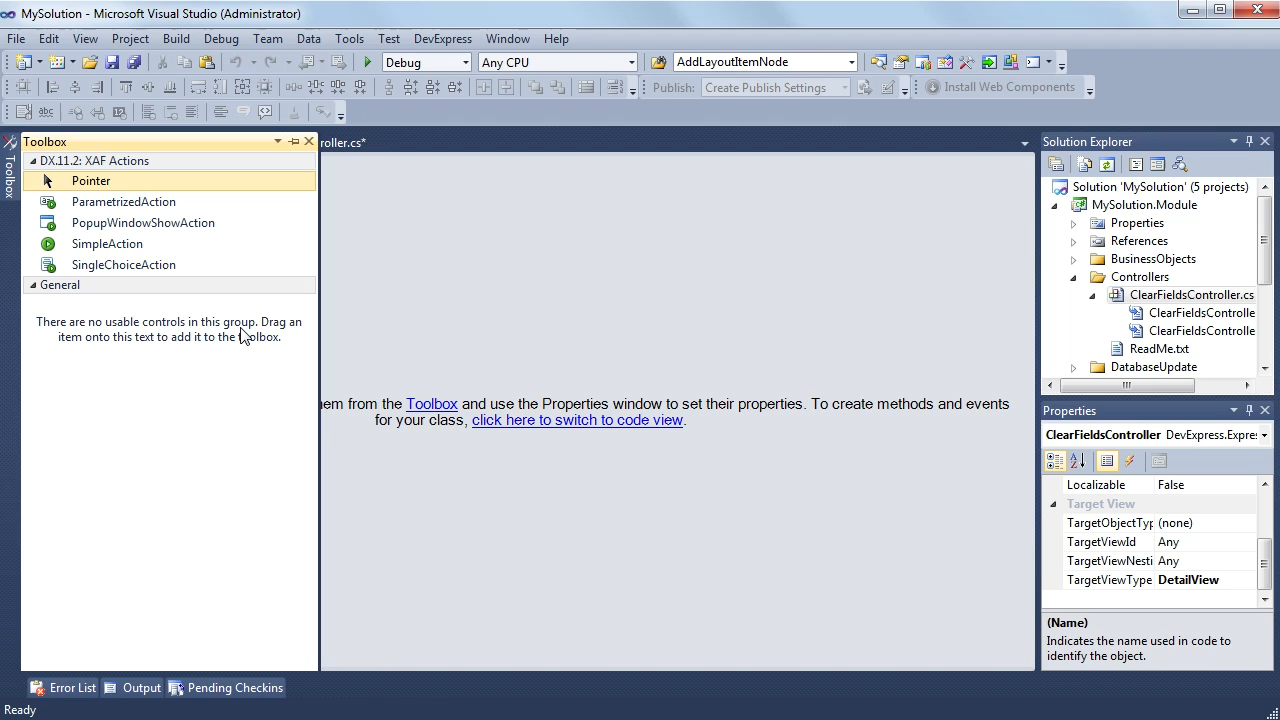 MySolution - Microsoft Visual Studio (Administrator)
File Edit View Project Build Debug Team Data Tools Test DevExpress Window Help
Debug Any CPU AddLayoutItemNode
Publish: Create Publish Settings Install Web Components
abc
Toolbox
Toolbox
roller.cs*
DX.11.2: XAF Actions
Pointer
ParametrizedAction
PopupWindowShowAction
SimpleAction
SingleChoiceAction
General
There are no usable controls in this group. Drag an
item onto this text to add it to the toolbox.
em from the Toolbox and use the Properties window to set their properties. To create methods and events
for your class, click here to switch to code view.
Solution Explorer
Solution 'MySolution' (5 projects)
MySolution.Module
Properties
References
BusinessObjects
Controllers
ClearFieldsController.cs
ClearFieldsControlle
ClearFieldsControlle
ReadMe.txt
DatabaseUpdate
Properties
ClearFieldsController DevExpress.Expre
Localizable False
Target View
TargetObjectTyp (none)
TargetViewId Any
TargetViewNesti Any
TargetViewType DetailView
(Name)
Indicates the name used in code to
identify the object.
Error List Output Pending Checkins
Ready